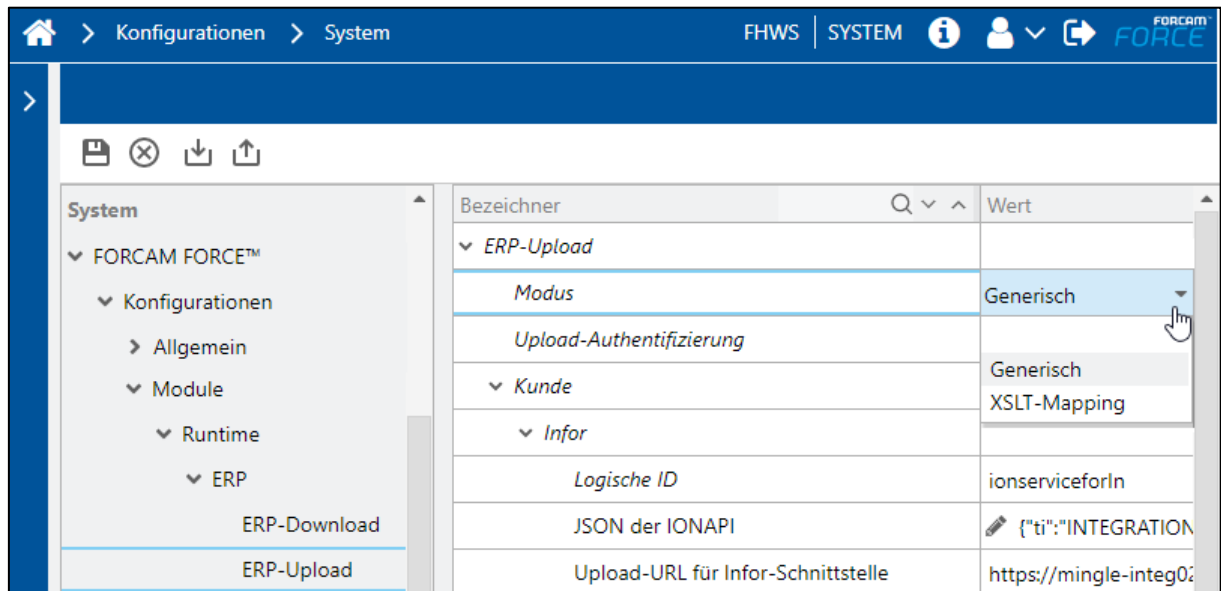 Konfigurationen System FHWS SYSTEM FORCAM™ FORCE
System
Bezeichner Wert
FORCAM FORCE™
ERP-Upload
Konfigurationen
Modus Generisch
Allgemein
Upload-Authentifizierung
Module
Kunde
Generisch
XSLT-Mapping
Runtime
Infor
ERP
Logische ID ionserviceforIn
ERP-Download
JSON der IONAPI {"ti":"INTEGRATION
ERP-Upload
Upload-URL für Infor-Schnittstelle https://mingle-integ02